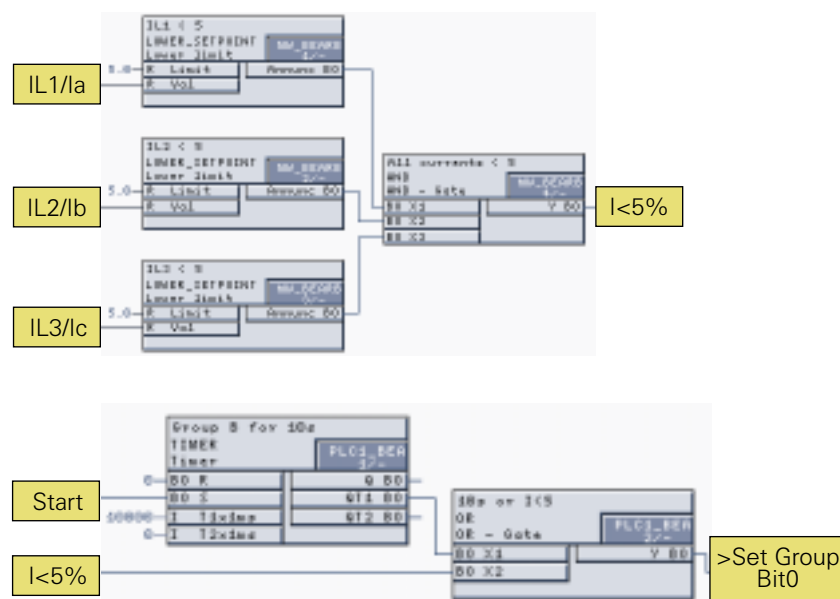 IL1 < 5
LOWER_SETPOINT
Lower limit
5.0
R Limit
Annunc BO
R Val
IL1/Ia
IL2 < 5
LOWER_SETPOINT
Lower limit
5.0
R Limit
Annunc BO
R Val
IL2/Ib
IL3 < 5
LOWER_SETPOINT
Lower limit
5.0
R Limit
Annunc BO
R Val
IL3/Ic
All currents < 5
AND
AND - Gate
BO X1
Y BO
BO X2
BO X3
I<5%
Group B for 10s
TIMER
Timer
PLC1_BEA
1/-
0
BO R
Q BO
BO S
QT1 BO
10000
I T1x1ms
QT2 BO
0
I T2x1ms
Start
10s or I<5
OR
OR - Gate
PLC1_BEA
2/-
BO X1
Y BO
BO X2
I<5%
>Set Group
Bit0